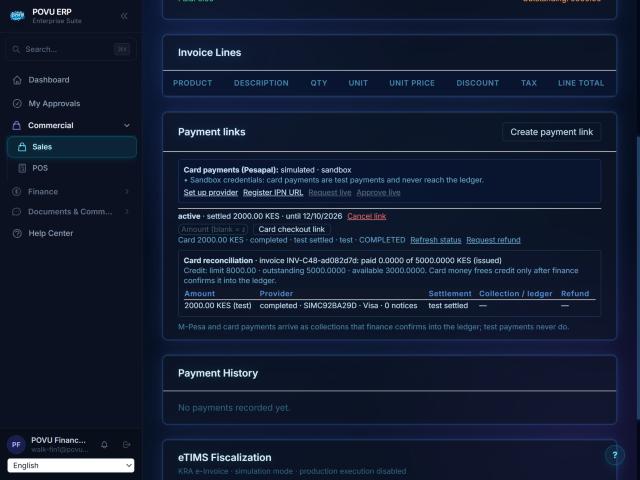 POVU ERP
Enterprise Suite
Search...
Dashboard
My Approvals
Commercial
Sales
POS
Finance
Documents & Comm...
Help Center
PF
POVU Financ...
walk-fin1@povu...
English
Invoice Lines
PRODUCT DESCRIPTION QTY UNIT UNIT PRICE DISCOUNT TAX LINE TOTAL
Payment links
Create payment link
Card payments (Pesapal): simulated · sandbox
• Sandbox credentials: card payments are test payments and never reach the ledger.
Set up provider Register IPN URL Request live Approve live
active · settled 2000.00 KES · until 12/10/2026 Cancel link
Amount (blank = Card checkout link
Card 2000.00 KES · completed · test settled · test · COMPLETED Refresh status Request refund
Card reconciliation · invoice INV-C48-ad082d7d: paid 0.0000 of 5000.0000 KES (issued)
Credit: limit 8000.00 · outstanding 5000.0000 · available 3000.0000. Card money frees credit only after finance
confirms it into the ledger.
Amount Provider Settlement Collection / ledger Refund
2000.00 KES (test) completed · SIMC92BA29D · Visa · 0 notices test settled — —
M-Pesa and card payments arrive as collections that finance confirms into the ledger; test payments never do.
Payment History
No payments recorded yet.
eTIMS Fiscalization
KRA e-Invoice · simulation mode · production execution disabled
?